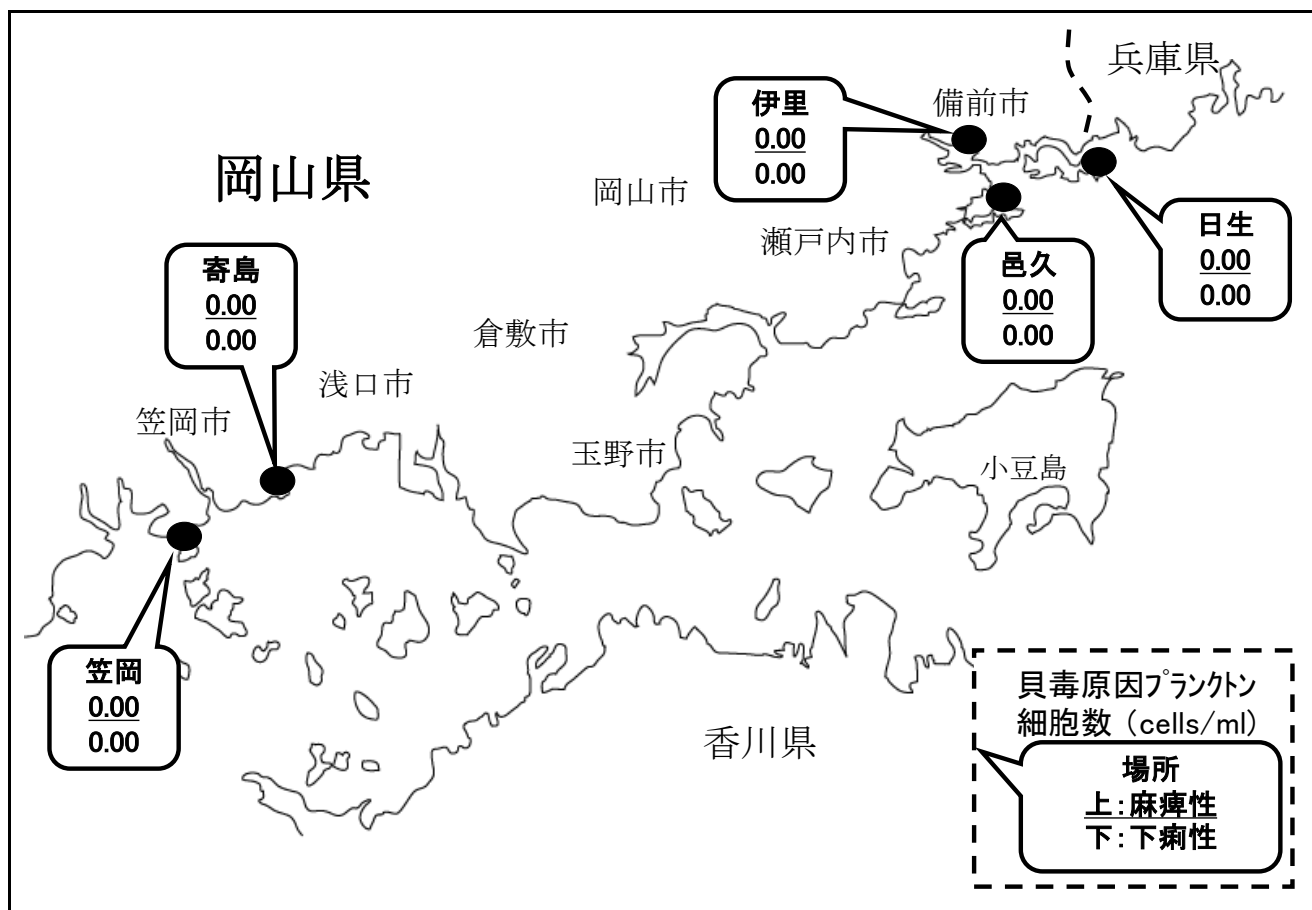 兵庫県
備前市
伊里
0.00
0.00
岡山県
岡山市
瀬戸内市
日生
0.00
0.00
邑久
0.00
0.00
寄島
0.00
0.00
倉敷市
浅口市
笠岡市
玉野市
小豆島
笠岡
0.00
0.00
香川県
貝毒原因ﾌﾟﾗﾝｸﾄﾝ
細胞数（cells/ml)
場所
上：麻痺性
下：下痢性